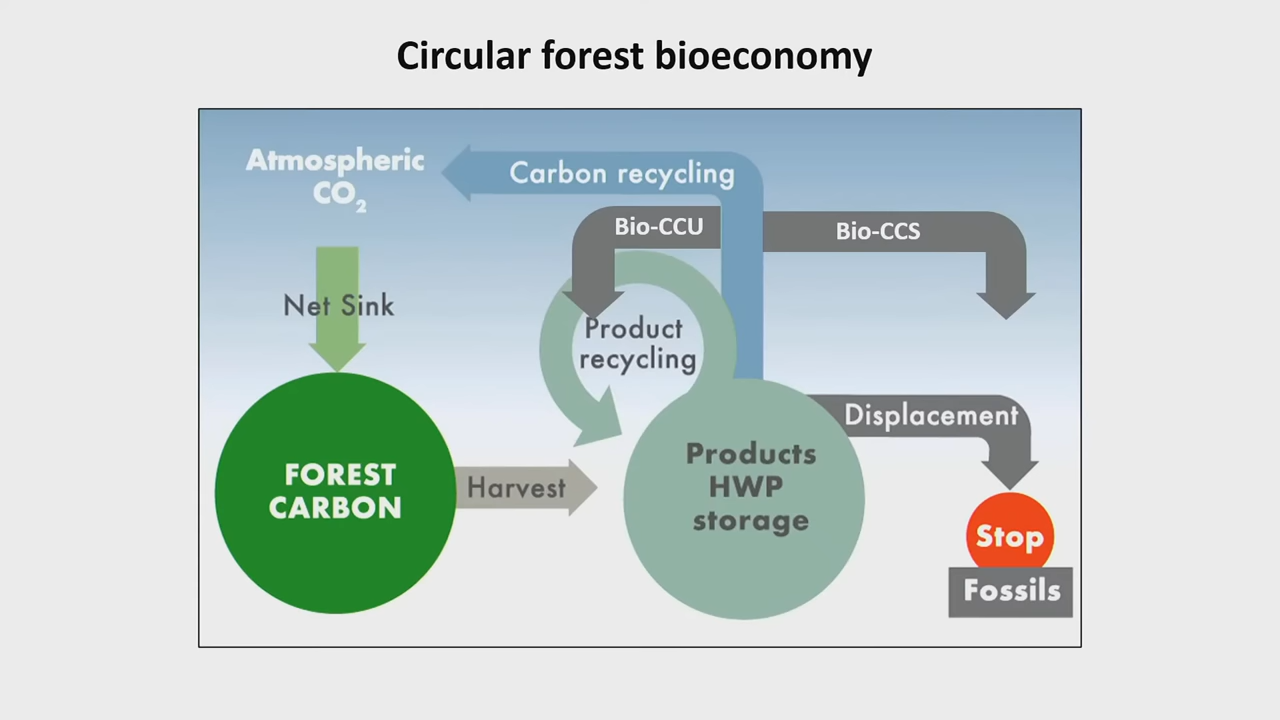 Circular forest bioeconomy
Atmospheric
CO₂
Carbon recycling
Bio-CCU
Bio-CCS
Net Sink
Product
recycling
Displacement
FOREST
CARBON
Harvest
Products
HWP
storage
Stop
Fossils